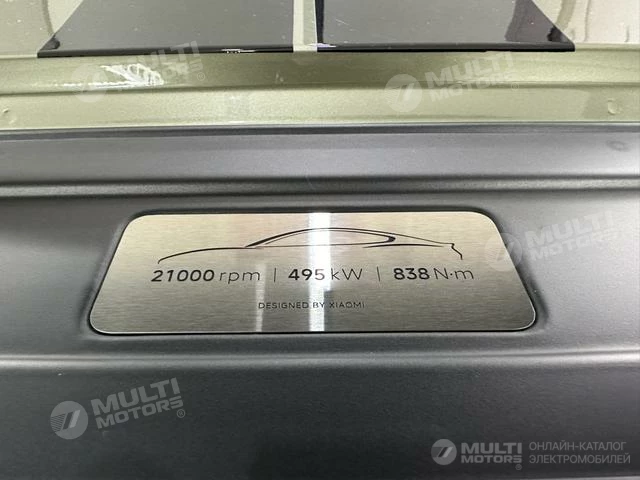 MULTI
MOTORS®
MULTI
MOTORS
MULTI
MOTORS
21000 rpm | 495 kW | 838 N·m
DESIGNED BY XIAOMI
MULTI
MOTORS®
MULTI
MOTORS®
ОНЛАЙН-КАТАЛОГ
ЭЛЕКТРОМОБИЛЕЙ